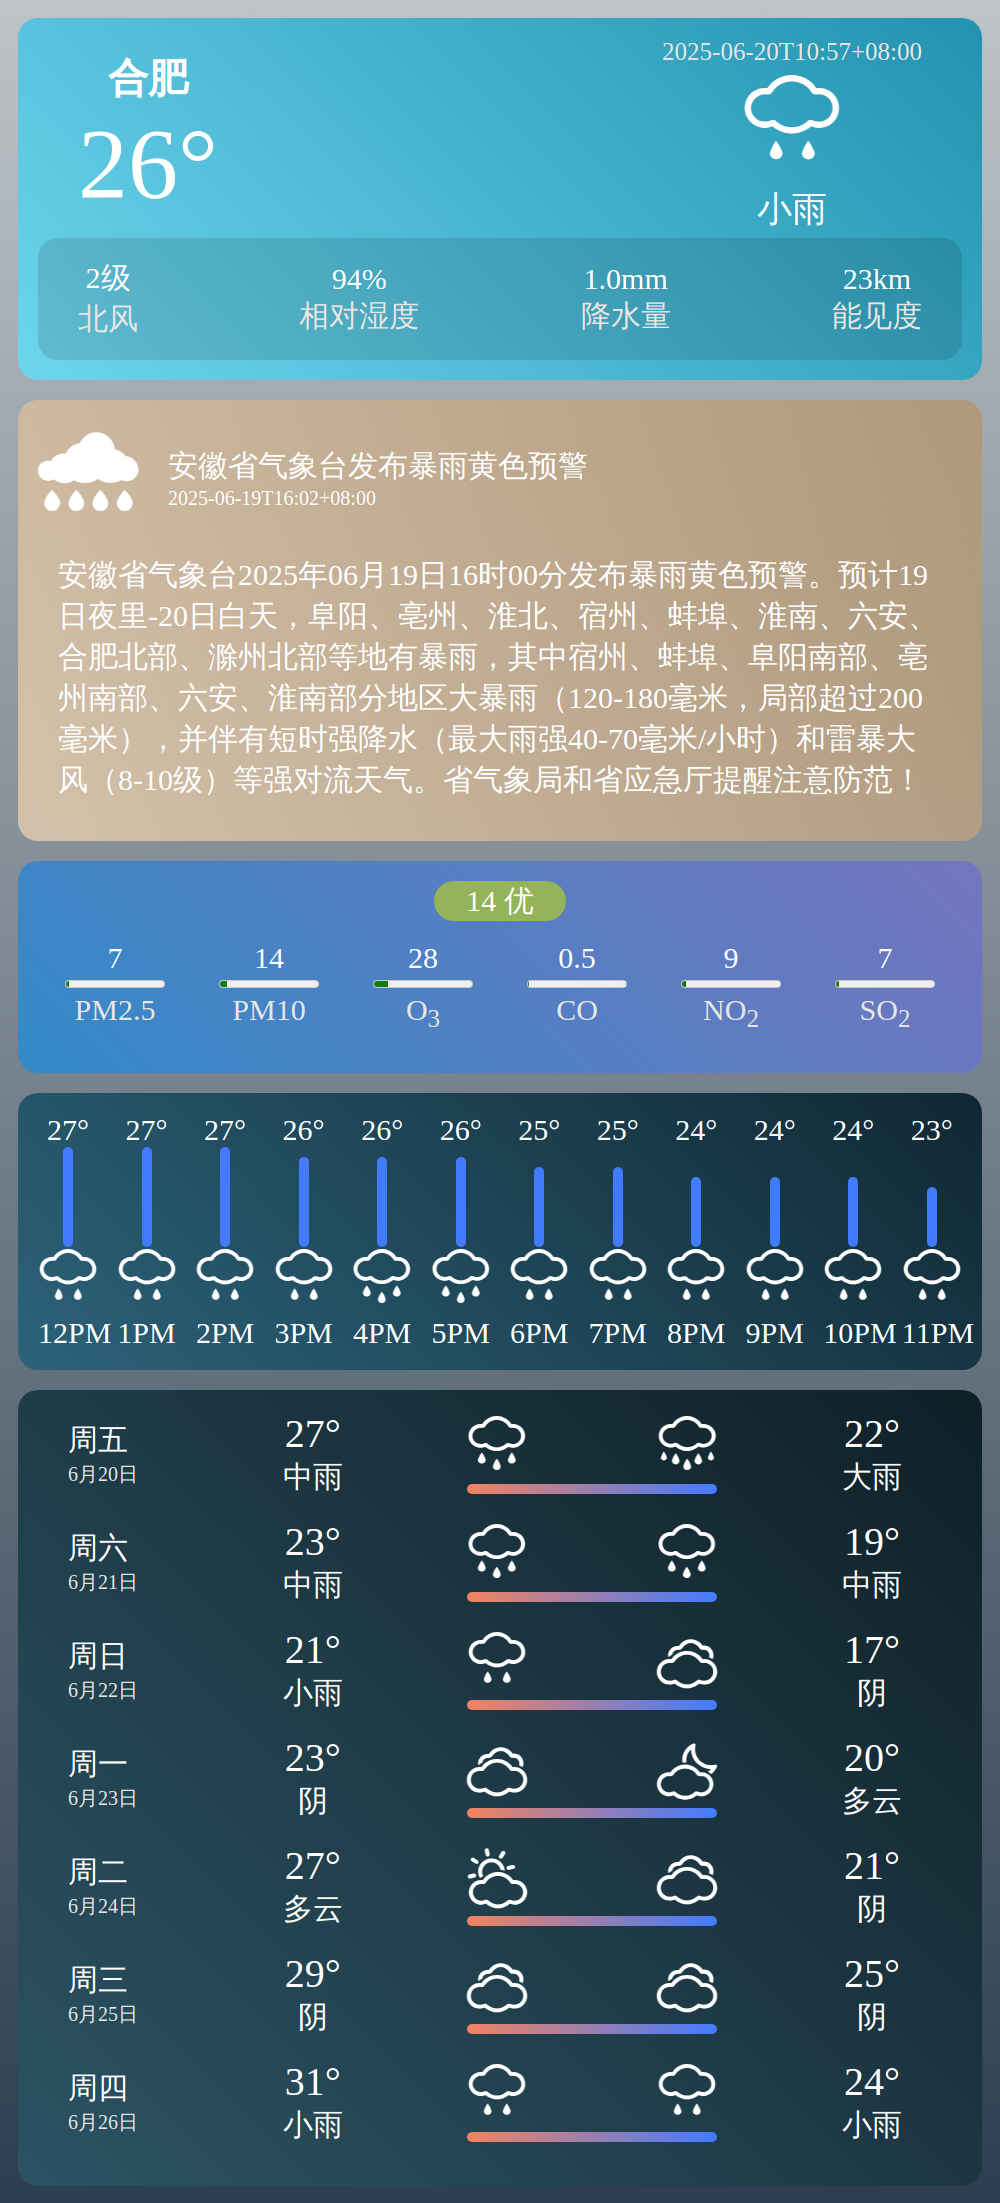 合肥
26°
2025-06-20T10:57+08:00
小雨
2级 94% 1.0mm 23km
北风 相对湿度 降水量 能见度
安徽省气象台发布暴雨黄色预警
2025-06-19T16:02+08:00
安徽省气象台2025年06月19日16时00分发布暴雨黄色预警。预计19
日夜里-20日白天，阜阳、亳州、淮北、宿州、蚌埠、淮南、六安、
合肥北部、滁州北部等地有暴雨，其中宿州、蚌埠、阜阳南部、亳
州南部、六安、淮南部分地区大暴雨（120-180毫米，局部超过200
毫米），并伴有短时强降水（最大雨强40-70毫米/小时）和雷暴大
风（8-10级）等强对流天气。省气象局和省应急厅提醒注意防范！
14 优
7 14 28 0.5 9 7
PM2.5 PM10 O3 CO NO2 SO2
27° 27° 27° 26° 26° 26° 25° 25° 24° 24° 24° 23°
12PM 1PM 2PM 3PM 4PM 5PM 6PM 7PM 8PM 9PM 10PM 11PM
周五 27° 22°
6月20日 中雨 大雨
周六 23° 19°
6月21日 中雨 中雨
周日 21° 17°
6月22日 小雨 阴
周一 23° 20°
6月23日 阴 多云
周二 27° 21°
6月24日 多云 阴
周三 29° 25°
6月25日 阴 阴
周四 31° 24°
6月26日 小雨 小雨